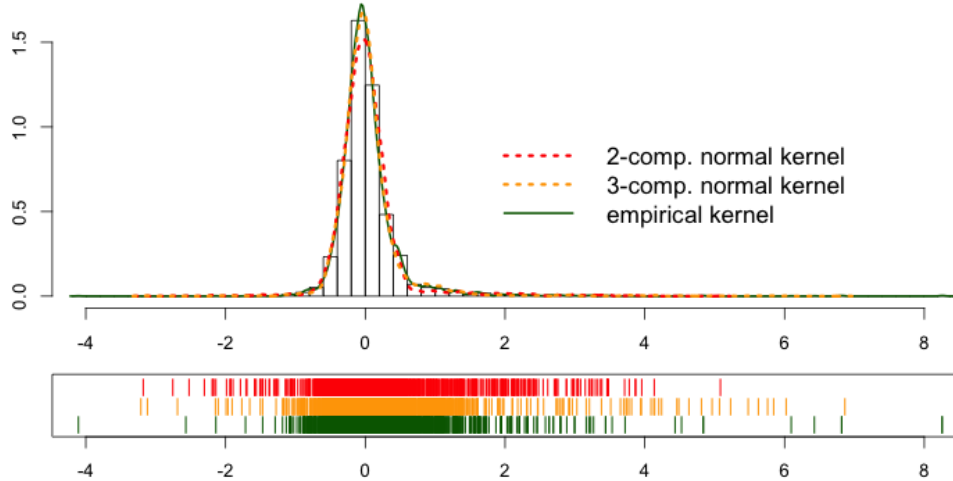 1.5
1.0
0.5
0.0
2-comp. normal kernel
3-comp. normal kernel
empirical kernel
-4 -2 0 2 4 6 8
-4 -2 0 2 4 6 8